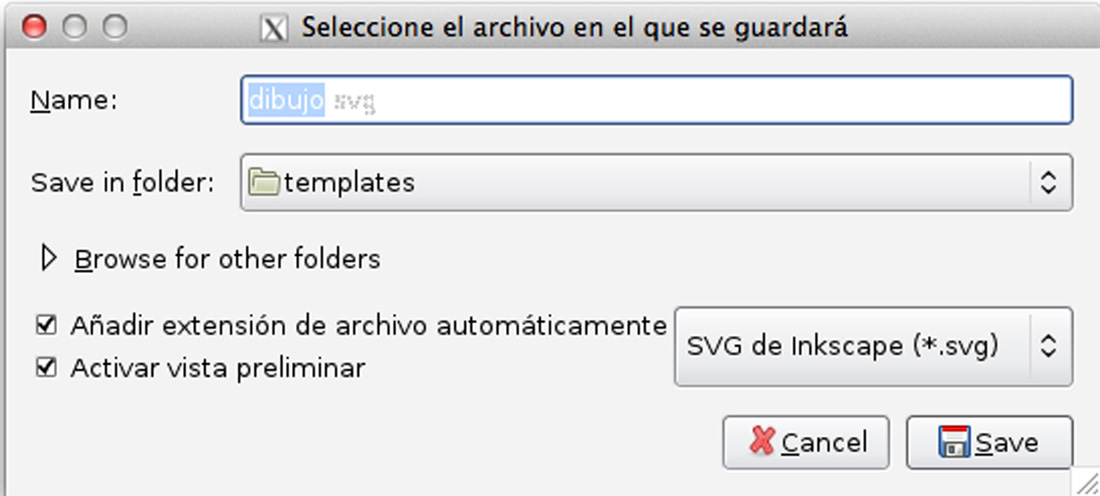 Seleccione el archivo en el que se guardará
Name: dibujo svg
Save in folder: templates
Browse for other folders
Añadir extensión de archivo automáticamente
SVG de Inkscape (*.svg)
Activar vista preliminar
Cancel Save